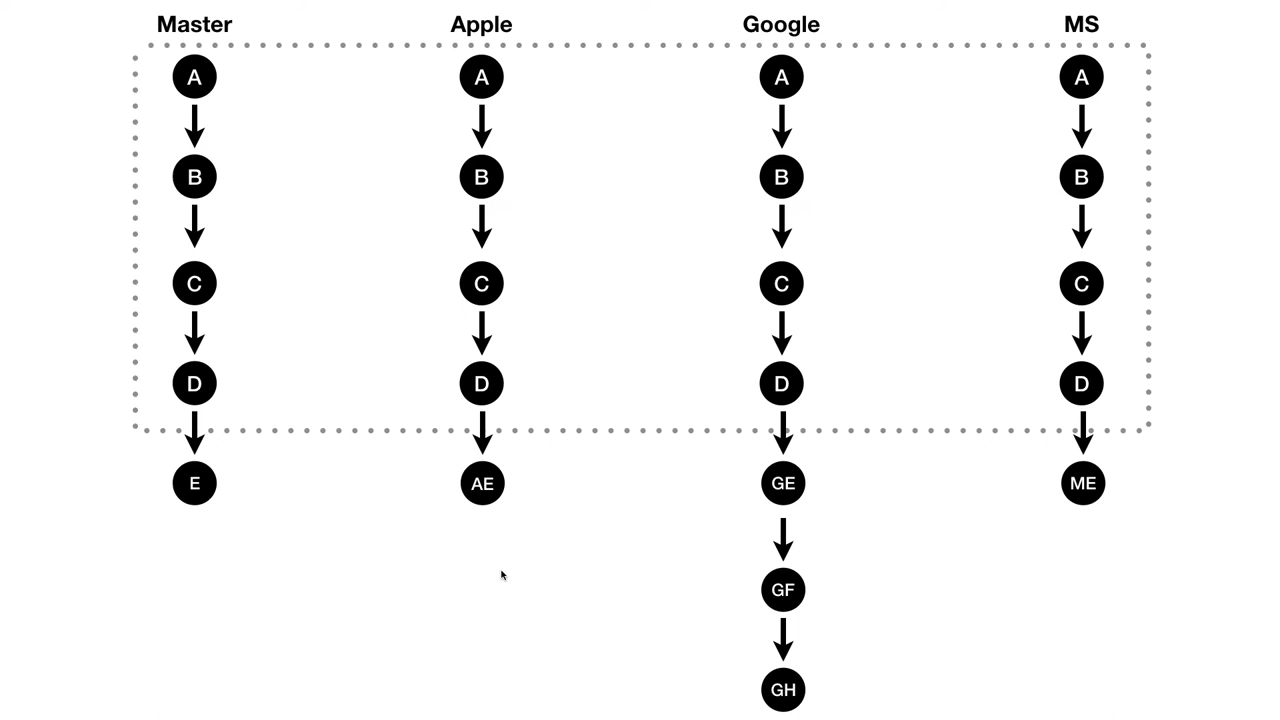 Master Apple Google MS
A A A A
B B B B
C C C C
D D D D
E AE GE ME
GF
GH